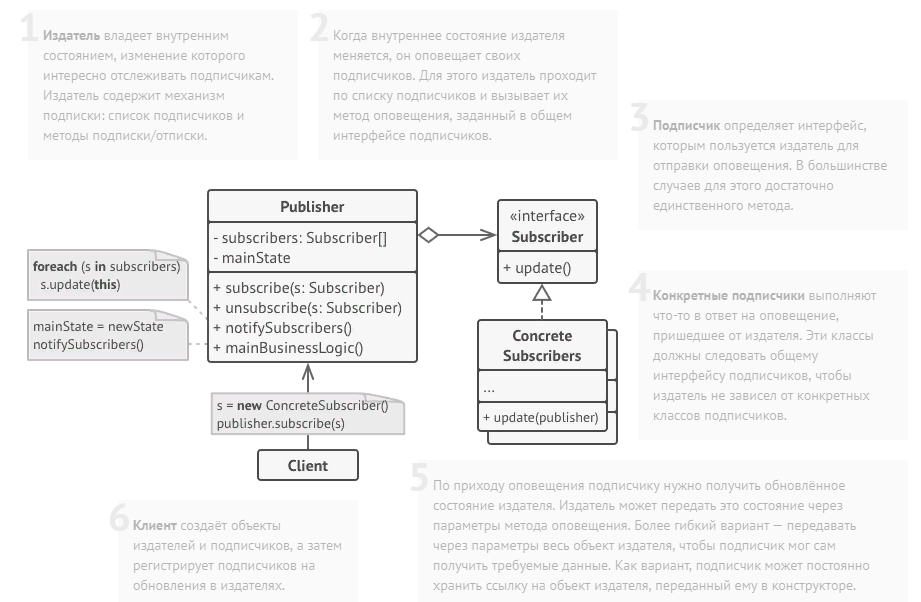 1
Издатель владеет внутренним
состоянием, изменение которого
интересно отслеживать подписчикам.
Издатель содержит механизм
подписки: список подписчиков и
методы подписки/отписки.
2
Когда внутреннее состояние издателя
меняется, он оповещает своих
подписчиков. Для этого издатель проходит
по списку подписчиков и вызывает их
метод оповещения, заданный в общем
интерфейсе подписчиков.
3
Подписчик определяет интерфейс,
которым пользуется издатель для
отправки оповещения. В большинстве
случаев для этого достаточно
единственного метода.
Publisher
- subscribers: Subscriber[]
- mainState
+ subscribe(s: Subscriber)
+ unsubscribe(s: Subscriber)
+ notifySubscribers()
+ mainBusinessLogic()
«interface»
Subscriber
+ update()
foreach (s in subscribers)
s.update(this)
mainState = newState
notifySubscribers()
4
Конкретные подписчики выполняют
что-то в ответ на оповещение,
пришедшее от издателя. Эти классы
должны следовать общему
интерфейсу подписчиков, чтобы
издатель не зависел от конкретных
классов подписчиков.
Concrete
Subscribers
...
+ update(publisher)
s = new ConcreteSubscriber()
publisher.subscribe(s)
Client
5
По приходу оповещения подписчику нужно получить обновлённое
состояние издателя. Издатель может передать это состояние через
параметры метода оповещения. Более гибкий вариант — передавать
через параметры весь объект издателя, чтобы подписчик мог сам
получить требуемые данные. Как вариант, подписчик может постоянно
хранить ссылку на объект издателя, переданный ему в конструкторе.
6
Клиент создаёт объекты
издателей и подписчиков, а затем
регистрирует подписчиков на
обновления в издателях.